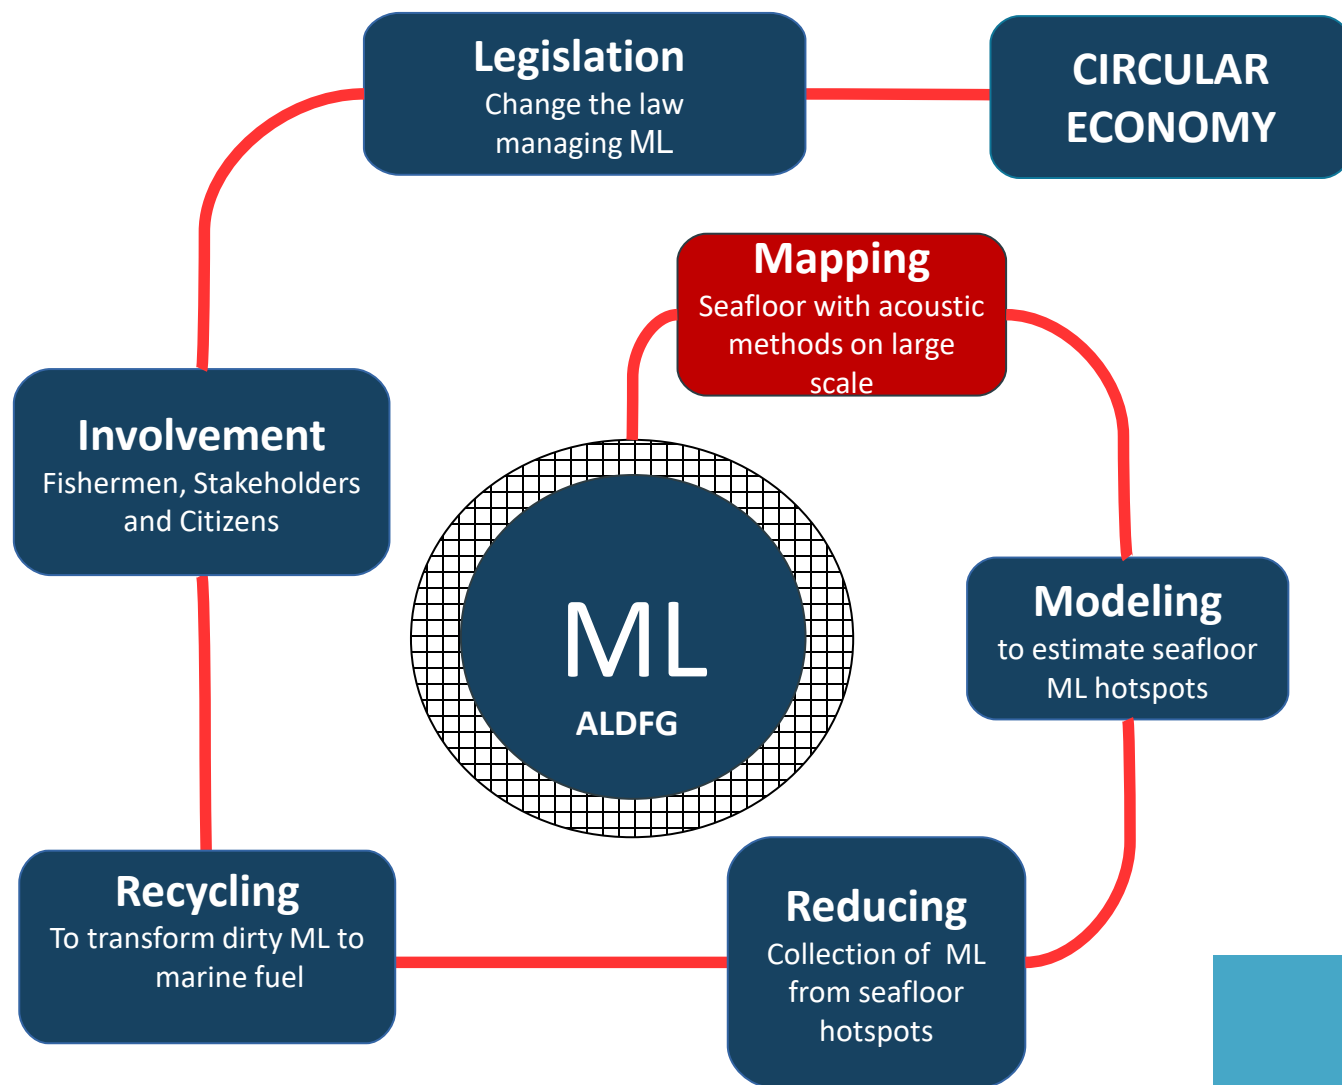 Legislation
Change the law
managing ML
CIRCULAR
ECONOMY
Mapping
Seafloor with acoustic
methods on large
scale
Involvement
Fishermen, Stakeholders
and Citizens
ML
ALDFG
Modeling
to estimate seafloor
ML hotspots
Recycling
To transform dirty ML to
marine fuel
Reducing
Collection of ML
from seafloor
hotspots